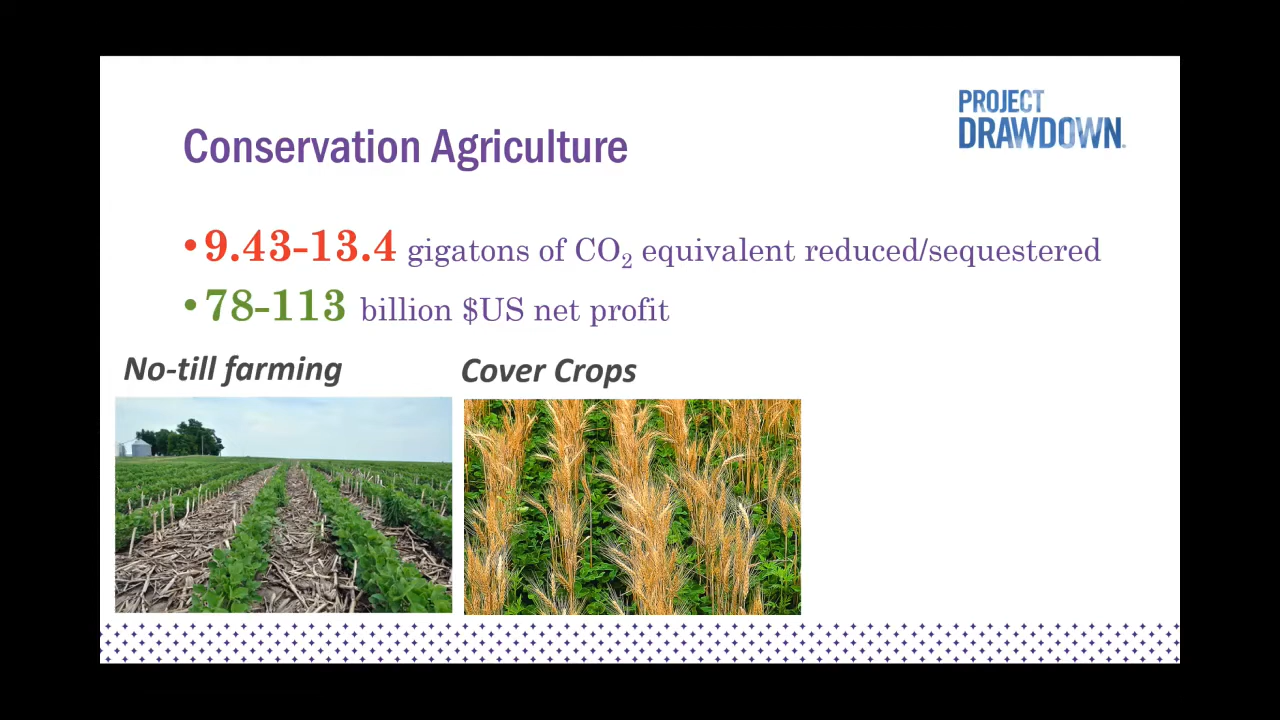 PROJECT
DRAWDOWN.
Conservation Agriculture
• 9.43-13.4 gigatons of CO₂ equivalent reduced/sequestered
• 78-113 billion $US net profit
No-till farming
Cover Crops